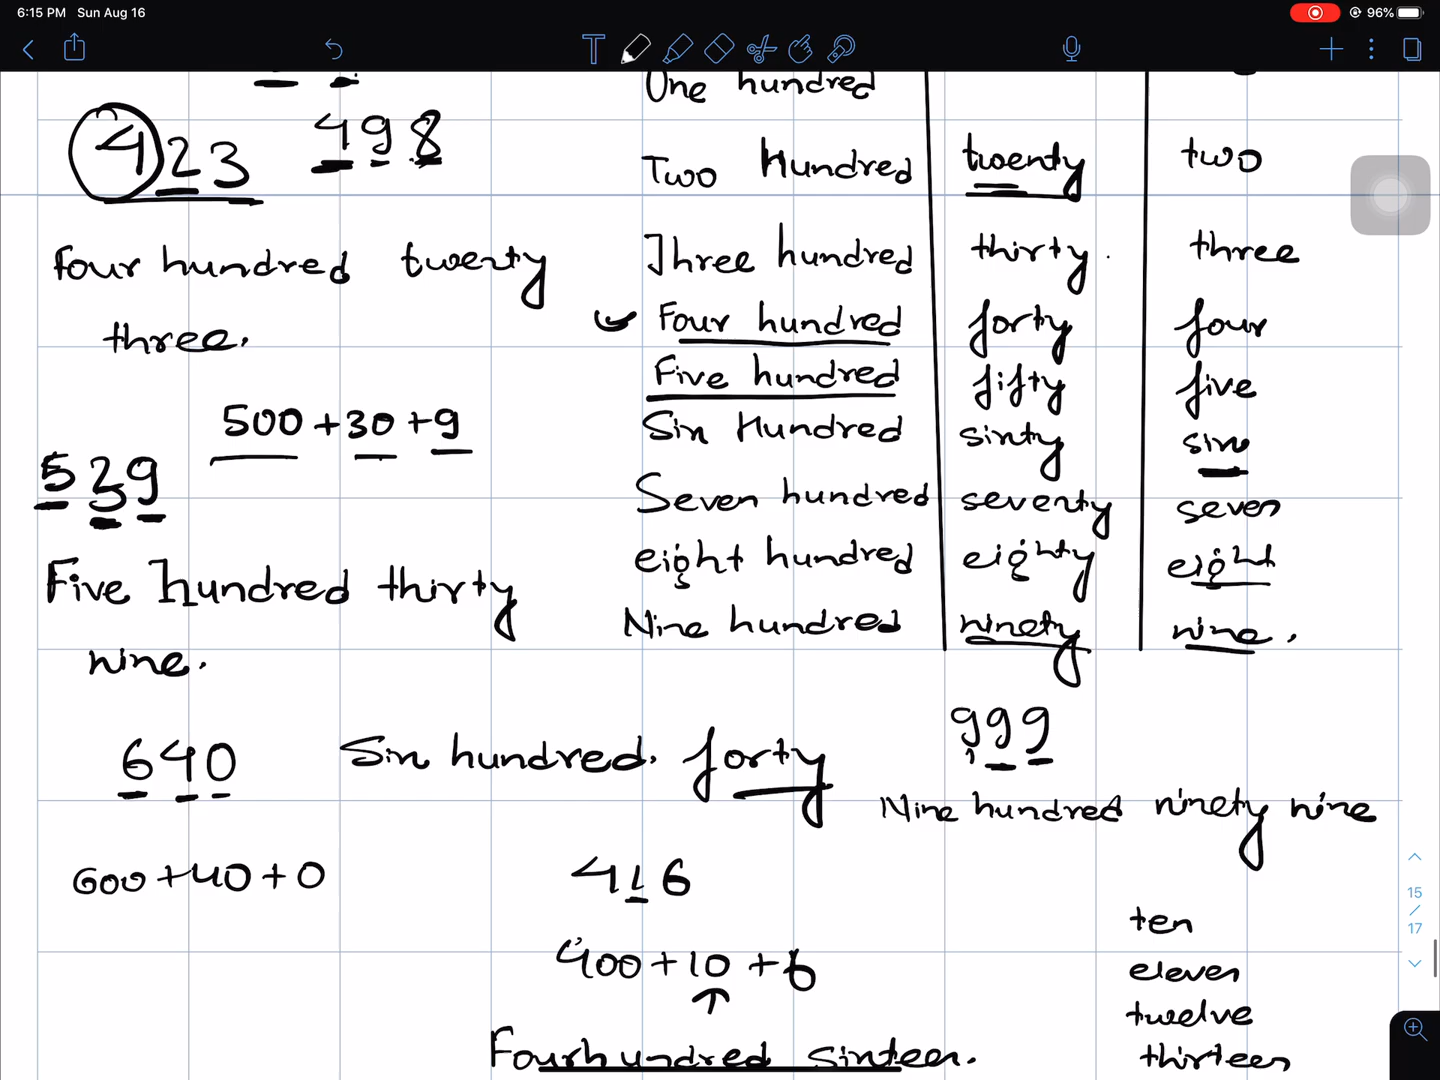 6:15 PM Sun Aug 16
96%
One hundred
423 498
Two Hundred twenty two
four hundred twenty
three.
Three hundred thirty three
Four hundred forty four
Five hundred fifty five
Six Hundred sixty six
Seven hundred seventy seven
eight hundred eighty eight
Nine hundred ninety nine.
500+30+9
539
Five hundred thirty
nine.
640 Six hundred. forty
999
Nine hundred ninety nine
600+40+0
416
400+10+6
Fourhundred sixteen.
ten
eleven
twelve
thirteen
15
/
17